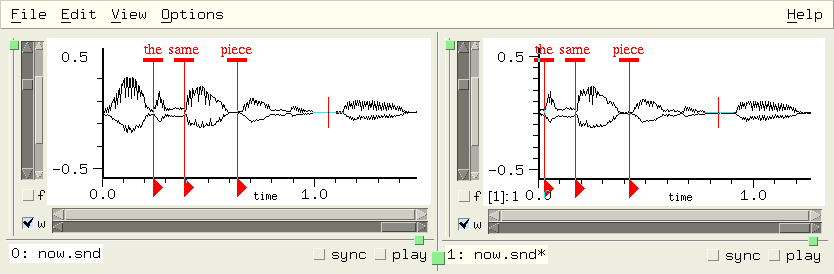 File Edit View Options Help
the same piece
0.5
-0.5
0.0 time 1.0
f
w
0: now.snd sync play
the same piece
0.5
-0.5
[1]:1 0.0 time 1.0
f
w
1: now.snd* sync play